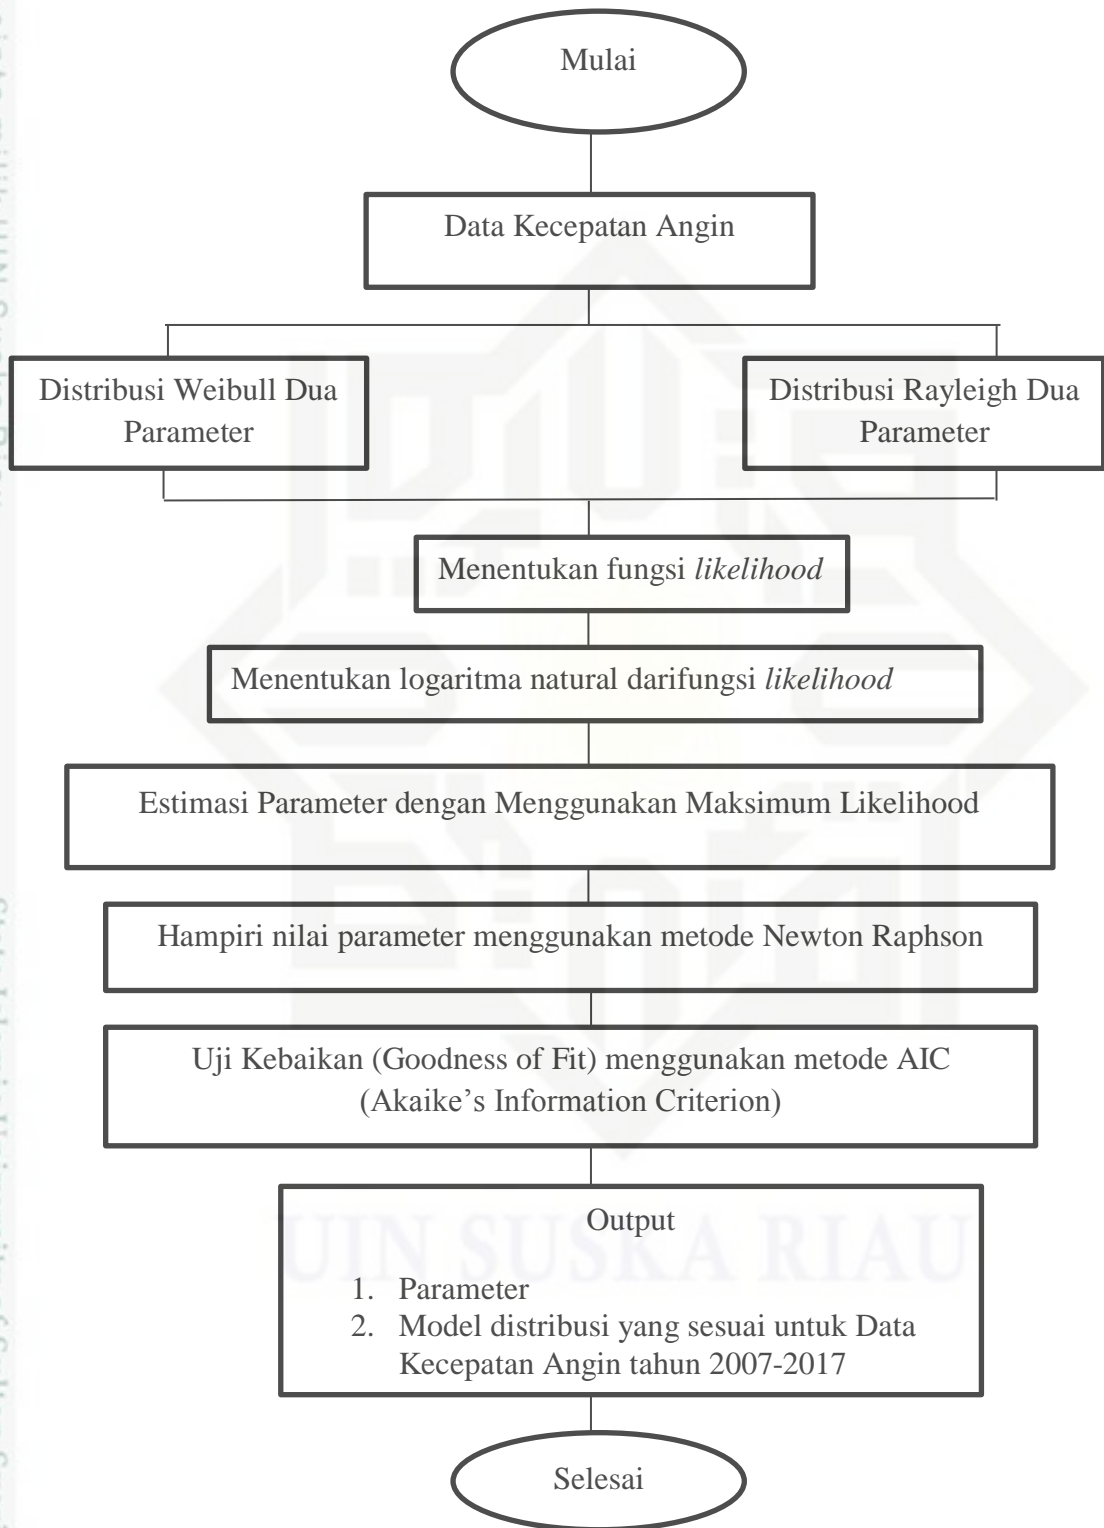 Mulai
Data Kecepatan Angin
Distribusi Weibull Dua
Parameter
Distribusi Rayleigh Dua
Parameter
Menentukan fungsi likelihood
Menentukan logaritma natural darifungsi likelihood
Estimasi Parameter dengan Menggunakan Maksimum Likelihood
Hampiri nilai parameter menggunakan metode Newton Raphson
Uji Kebaikan (Goodness of Fit) menggunakan metode AIC
(Akaike’s Information Criterion)
Output
1. Parameter
2. Model distribusi yang sesuai untuk Data
Kecepatan Angin tahun 2007-2017
Selesai
UIN SUSKA RIAU